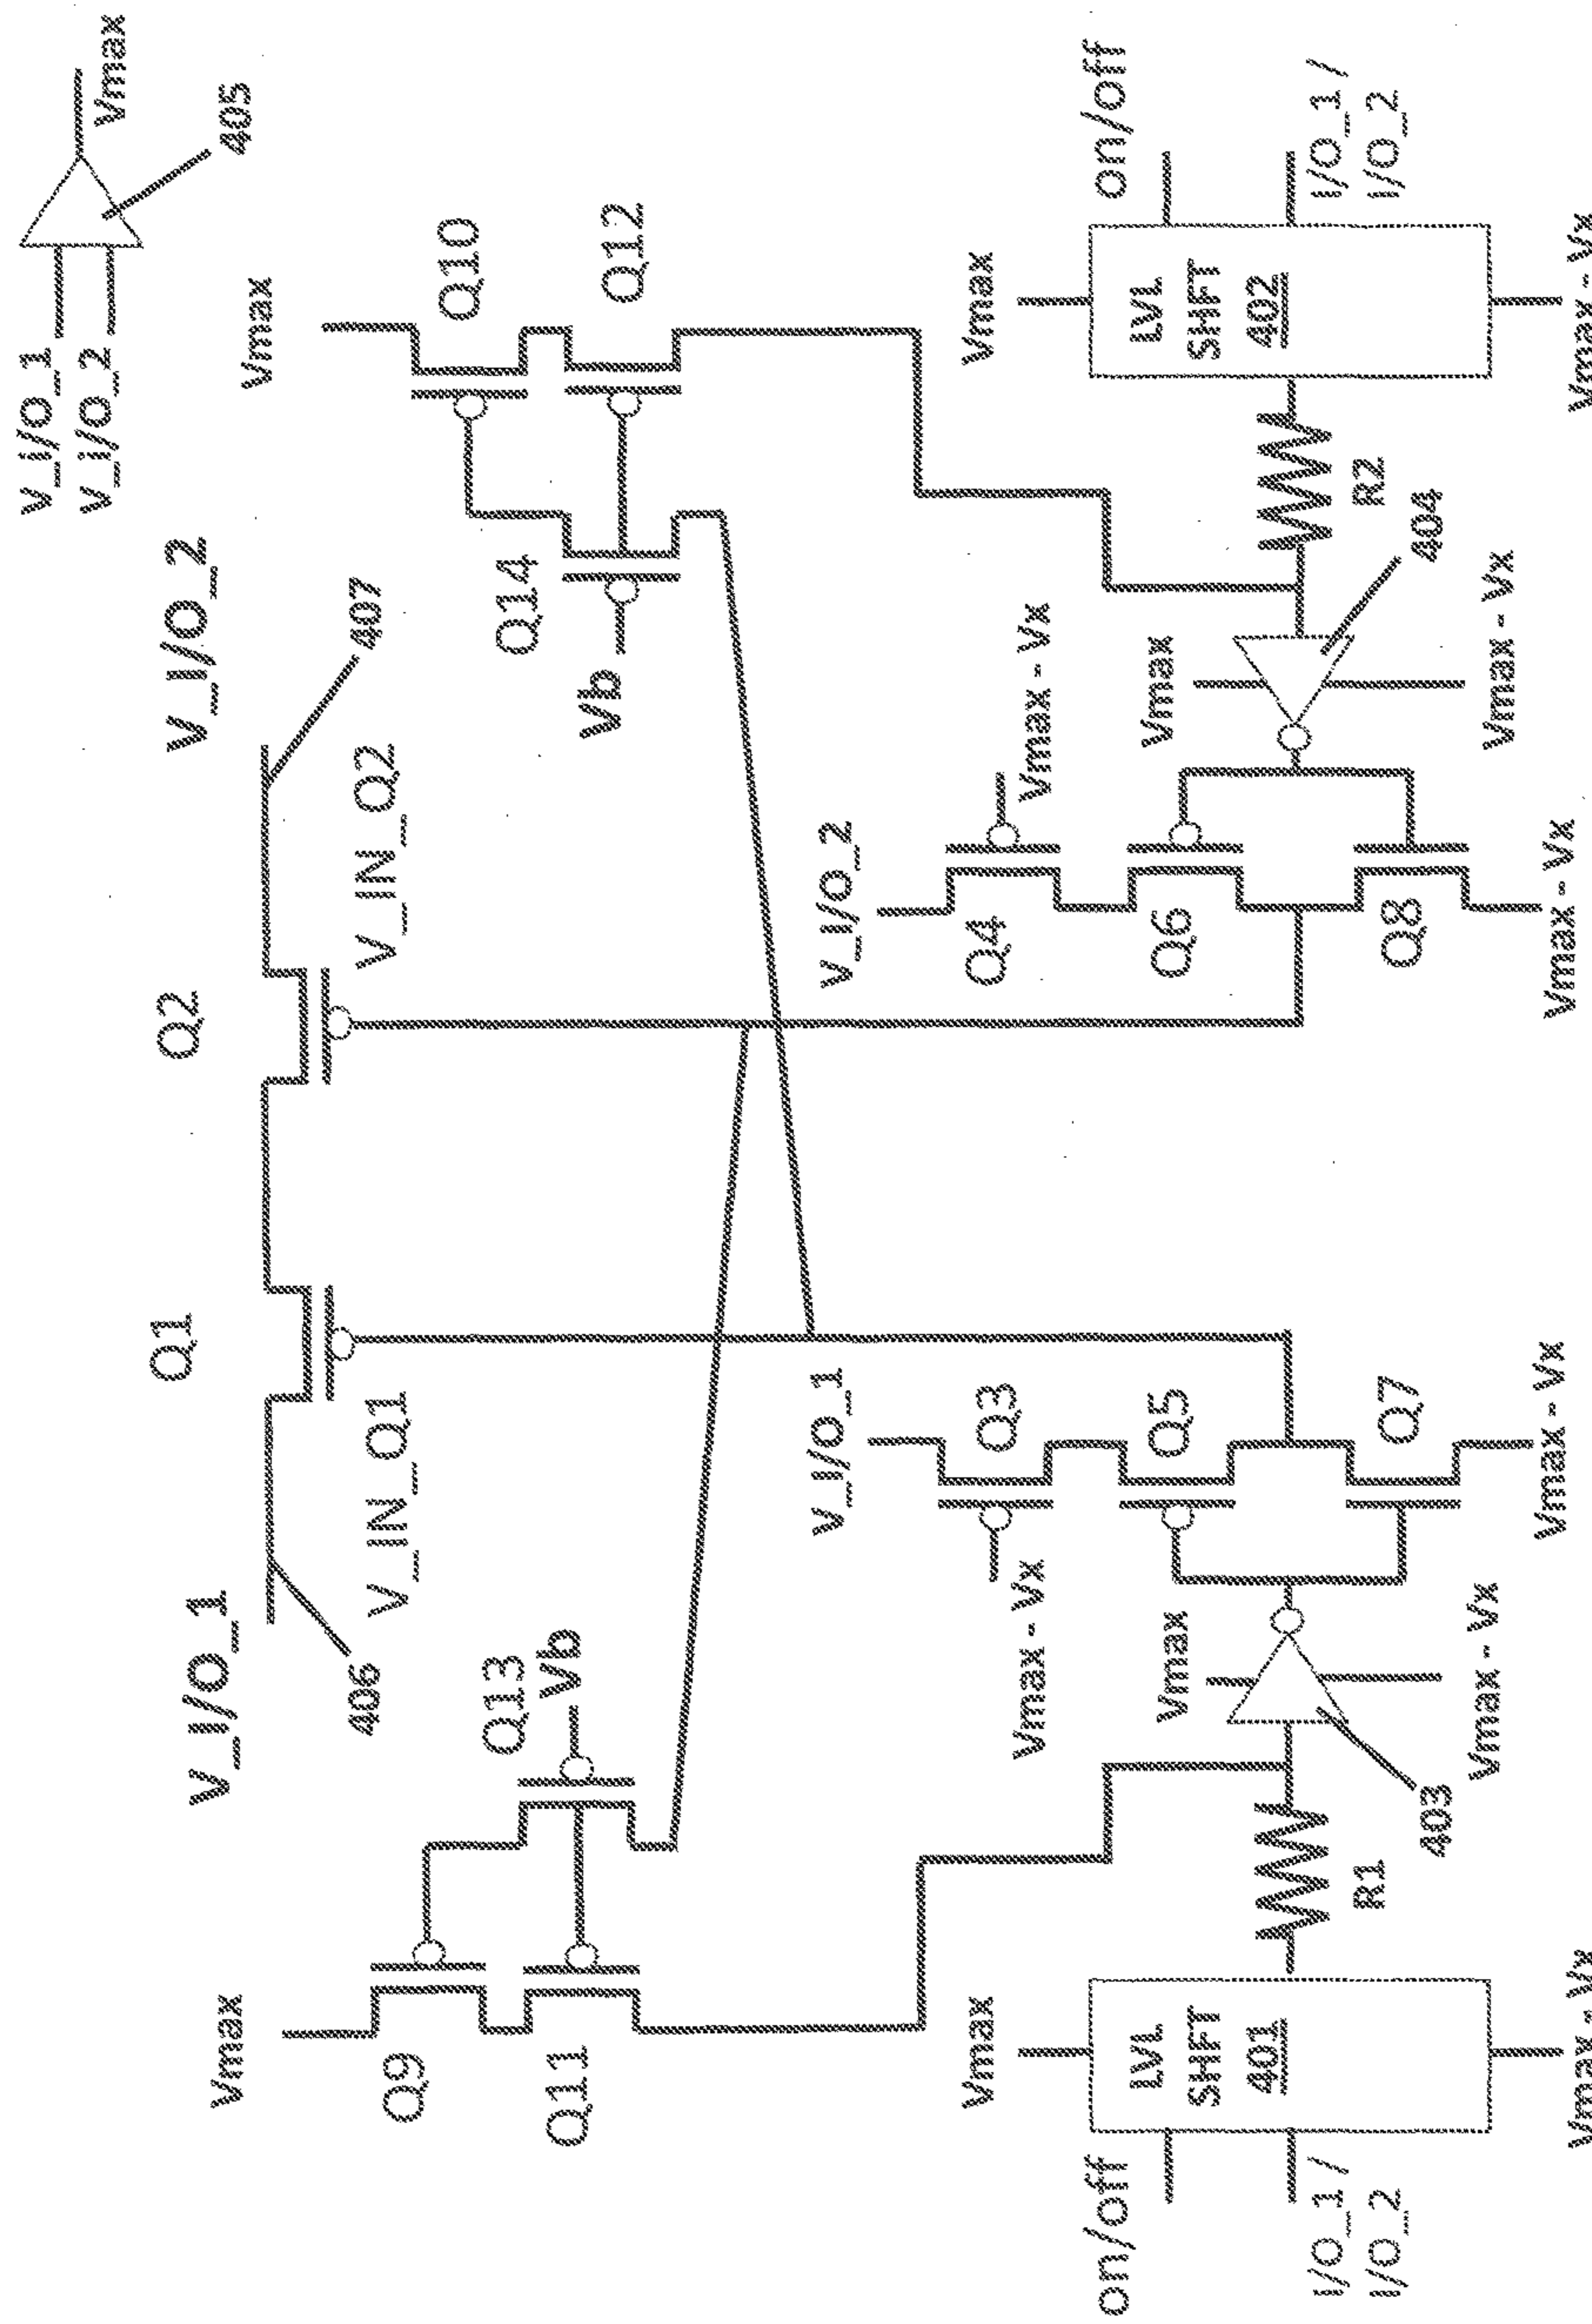 V_I/O_1
V_I/O_2
Vmax
405
Q1
Q2
V_I/O_1
V_I/O_2
406
407
V_IN_Q1
V_IN_Q2
Vmax
Vmax
Q9
Q13
Vb
Q11
Q10
Q14
Vb
Q12
V_I/O_1
V_I/O_2
Q3
Q4
Vmax - Vx
Vmax - Vx
Vmax
Vmax
on/off
on/off
LVL
SHFT
401
Vmax
Q5
Q6
Vmax
LVL
SHFT
402
I/O_1 /
I/O_2
R1
403
Q7
Q8
404
R2
I/O_1 /
I/O_2
Vmax - Vx
Vmax - Vx
Vmax - Vx
Vmax - Vx
Vmax - Vx
Vmax - Vx